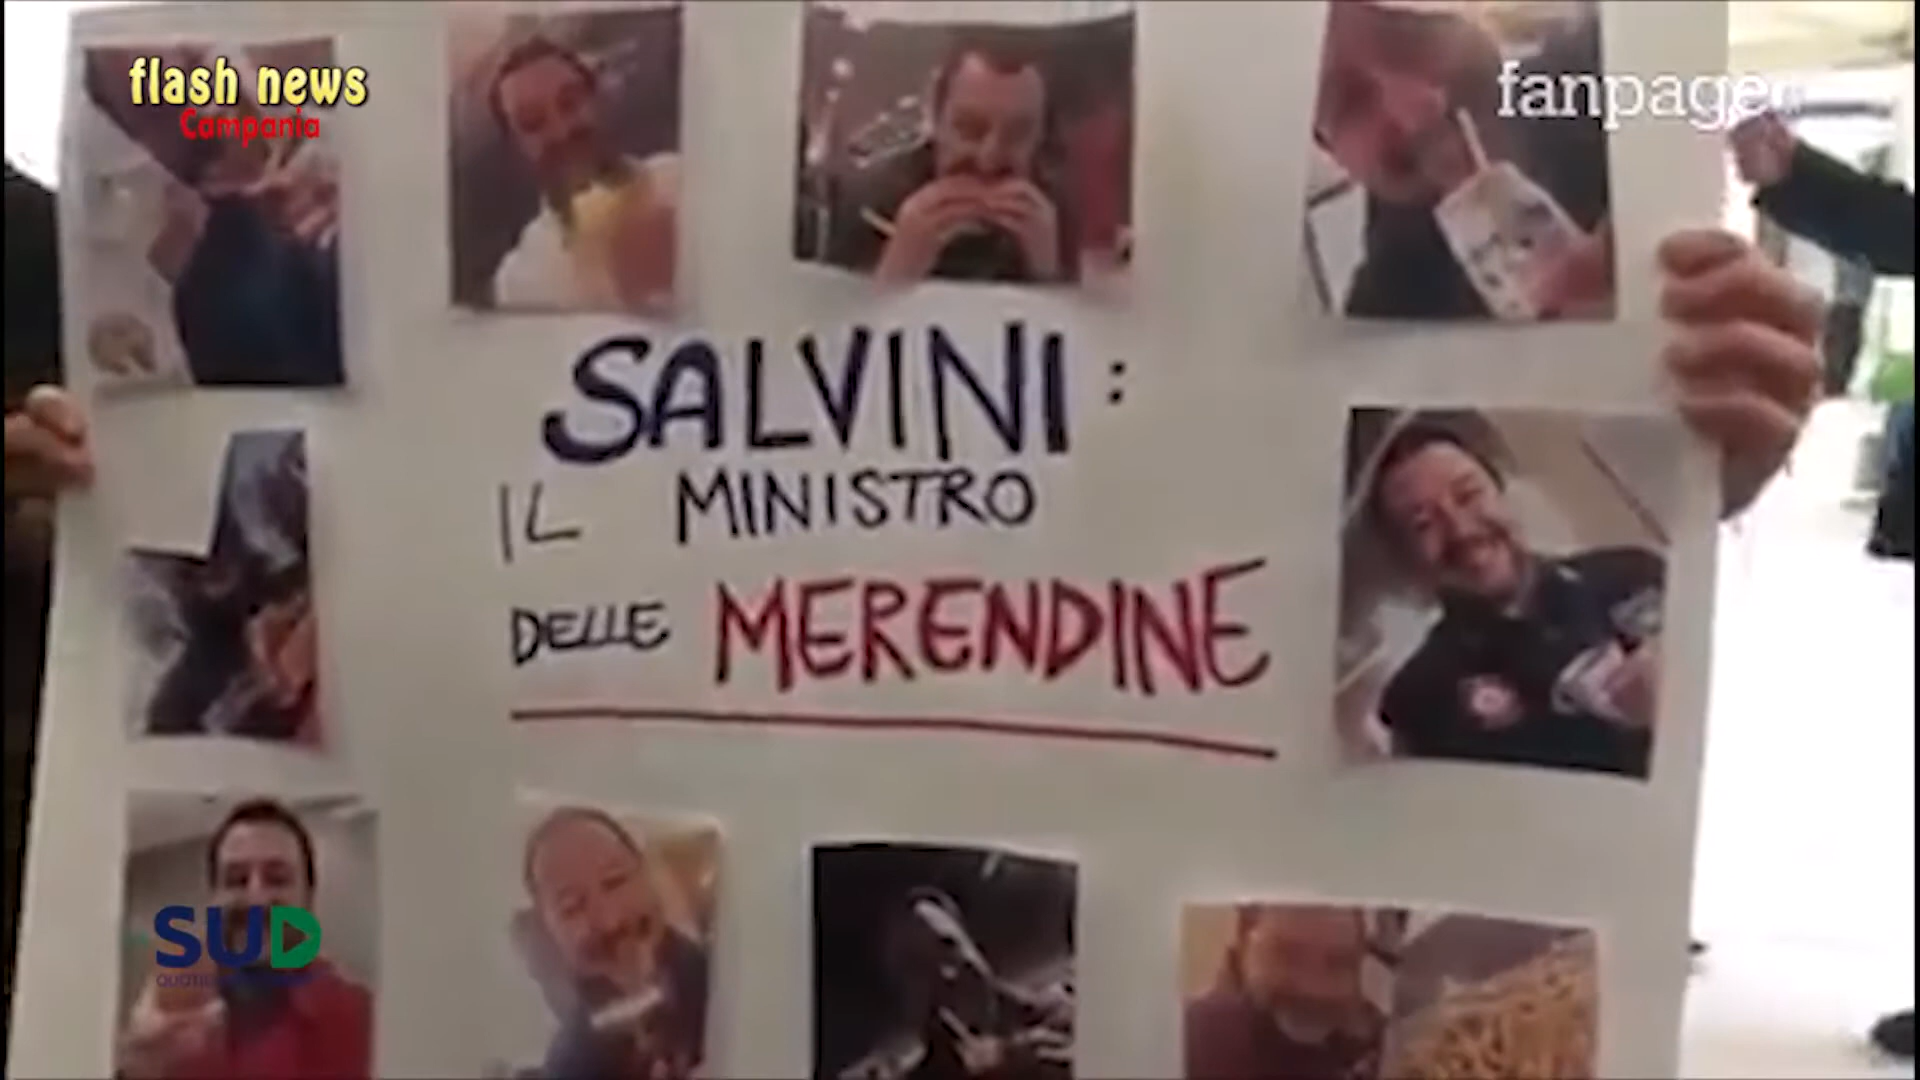 flash news
Campania
fanpage
SALVINI:
IL MINISTRO
DELLE MERENDINE
SUD